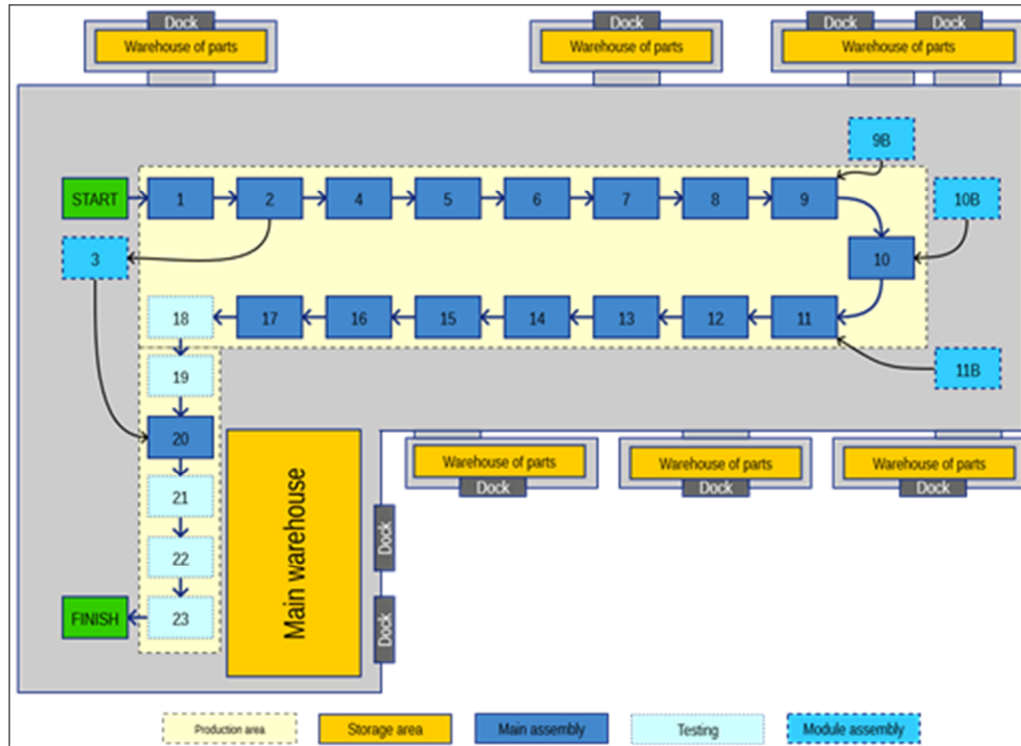 Dock
Dock
Dock
Dock
Warehouse of parts
Warehouse of parts
Warehouse of parts
9B
START
1
2
4
5
6
7
8
9
10B
3
10
18
17
16
15
14
13
12
11
19
11B
20
Warehouse of parts
Warehouse of parts
Warehouse of parts
Dock
Dock
Dock
21
Main warehouse
Dock
22
FINISH
23
Dock
Production area
Storage area
Main assembly
Testing
Module assembly